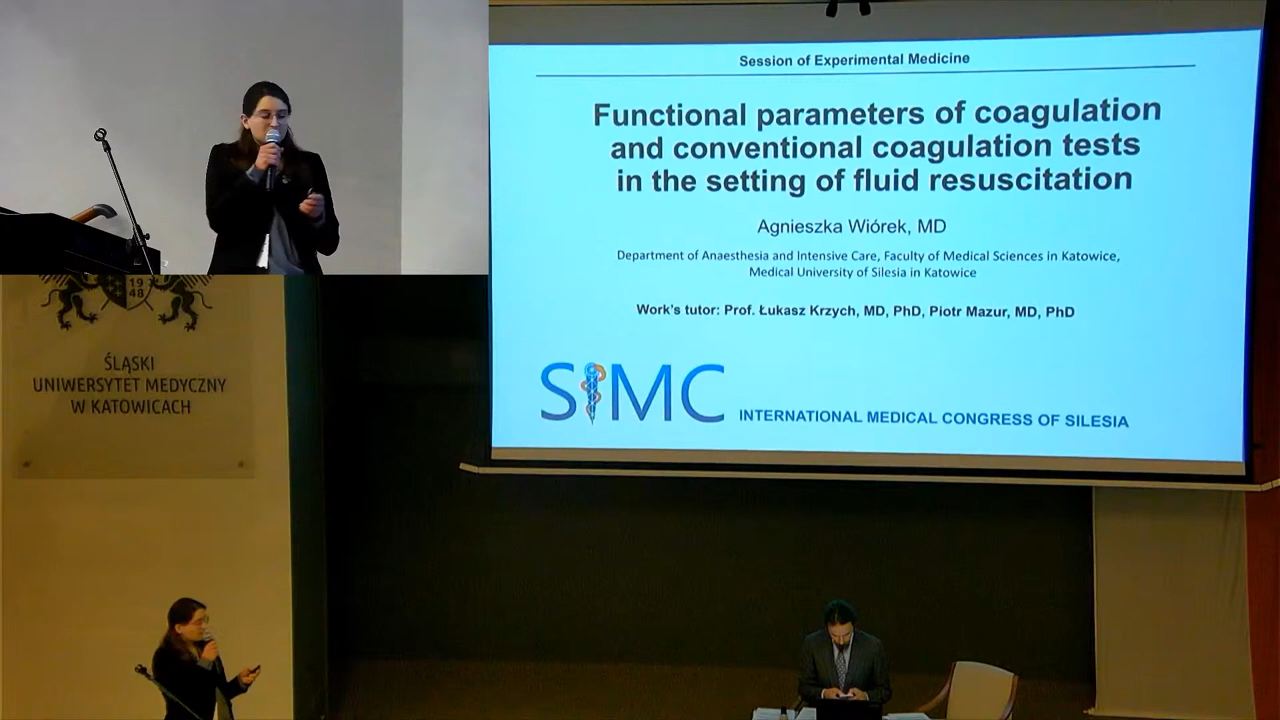 Session of Experimental Medicine
Functional parameters of coagulation
and conventional coagulation tests
in the setting of fluid resuscitation
Agnieszka Wiórek, MD
Department of Anaesthesia and Intensive Care, Faculty of Medical Sciences in Katowice,
Medical University of Silesia in Katowice
Work's tutor: Prof. Łukasz Krzych, MD, PhD, Piotr Mazur, MD, PhD
SIMC INTERNATIONAL MEDICAL CONGRESS OF SILESIA
19
48
ŚLĄSKI
UNIWERSYTET MEDYCZNY
W KATOWICACH